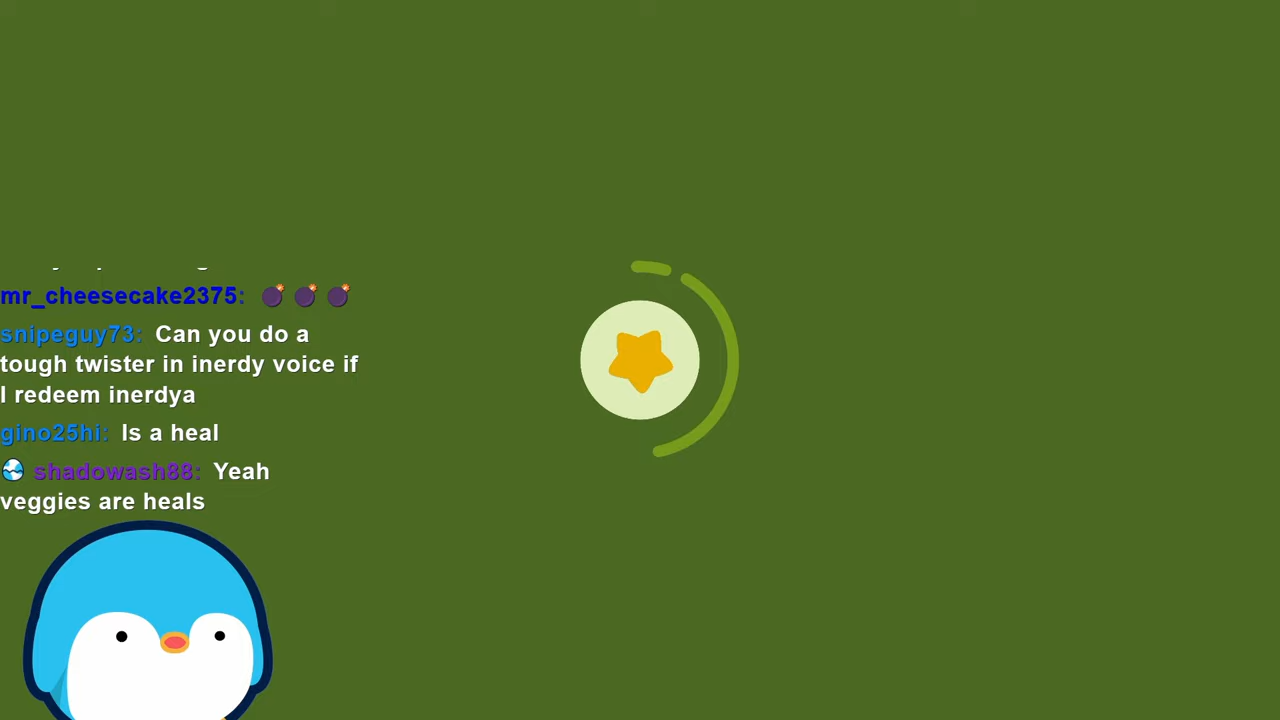 mr_cheesecake2375: 💣 💣 💣
snipeguy73: Can you do a
tough twister in inerdy voice if
I redeem inerdya
gino25hi: Is a heal
shadowash88: Yeah
veggies are heals